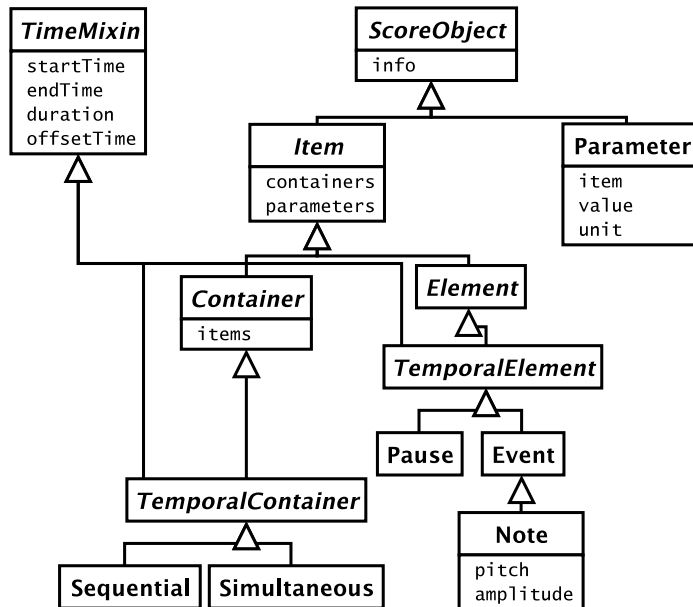 TimeMixin
startTime
endTime
duration
offsetTime
ScoreObject
info
Item
containers
parameters
Parameter
item
value
unit
Container
items
Element
TemporalElement
Pause
Event
TemporalContainer
Note
pitch
amplitude
Sequential
Simultaneous